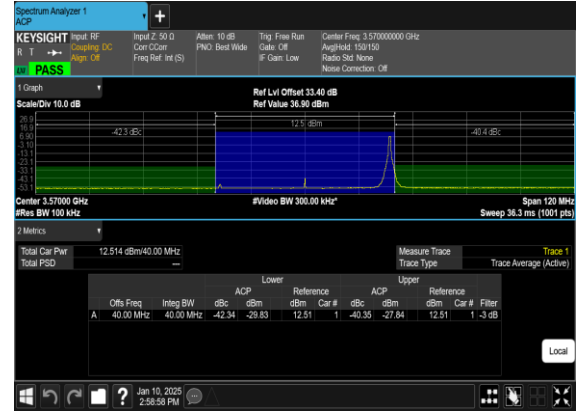 Spectrum Analyzer 1
ACP
+
KEYSIGHT Input: RF Input Z: 50 Ω Atten: 10 dB Trig: Free Run Center Freq: 3.570000000 GHz
R T Coupling: DC Corr CCorr PNO: Best Wide Gate: Off Avg|Hold: 150/150
Align: Off Freq Ref: Int (S) IF Gain: Low Radio Std: None
Noise Correction: Off
PASS
1 Graph
Ref Lvl Offset 33.40 dB
Scale/Div 10.0 dB Ref Value 36.90 dBm
26.9
12.5 dBm
16.9
-42.3 dBc -40.4 dBc
6.90
-3.10
-13.1
-23.1
-33.1
-43.1
-53.1
Center 3.57000 GHz #Video BW 300.00 kHz* Span 120 MHz
#Res BW 100 kHz Sweep 36.3 ms (1001 pts)
2 Metrics
Total Car Pwr 12.514 dBm/40.00 MHz Measure Trace Trace 1
Total PSD --- Trace Type Trace Average (Active)
Lower Upper
ACP Reference ACP Reference
Offs Freq Integ BW dBc dBm dBm Car # dBc dBm dBm Car # Filter
A 40.00 MHz 40.00 MHz -42.34 -29.83 12.51 1 -40.35 -27.84 12.51 1 -3 dB
Local
? Jan 10, 2025
2:58:58 PM